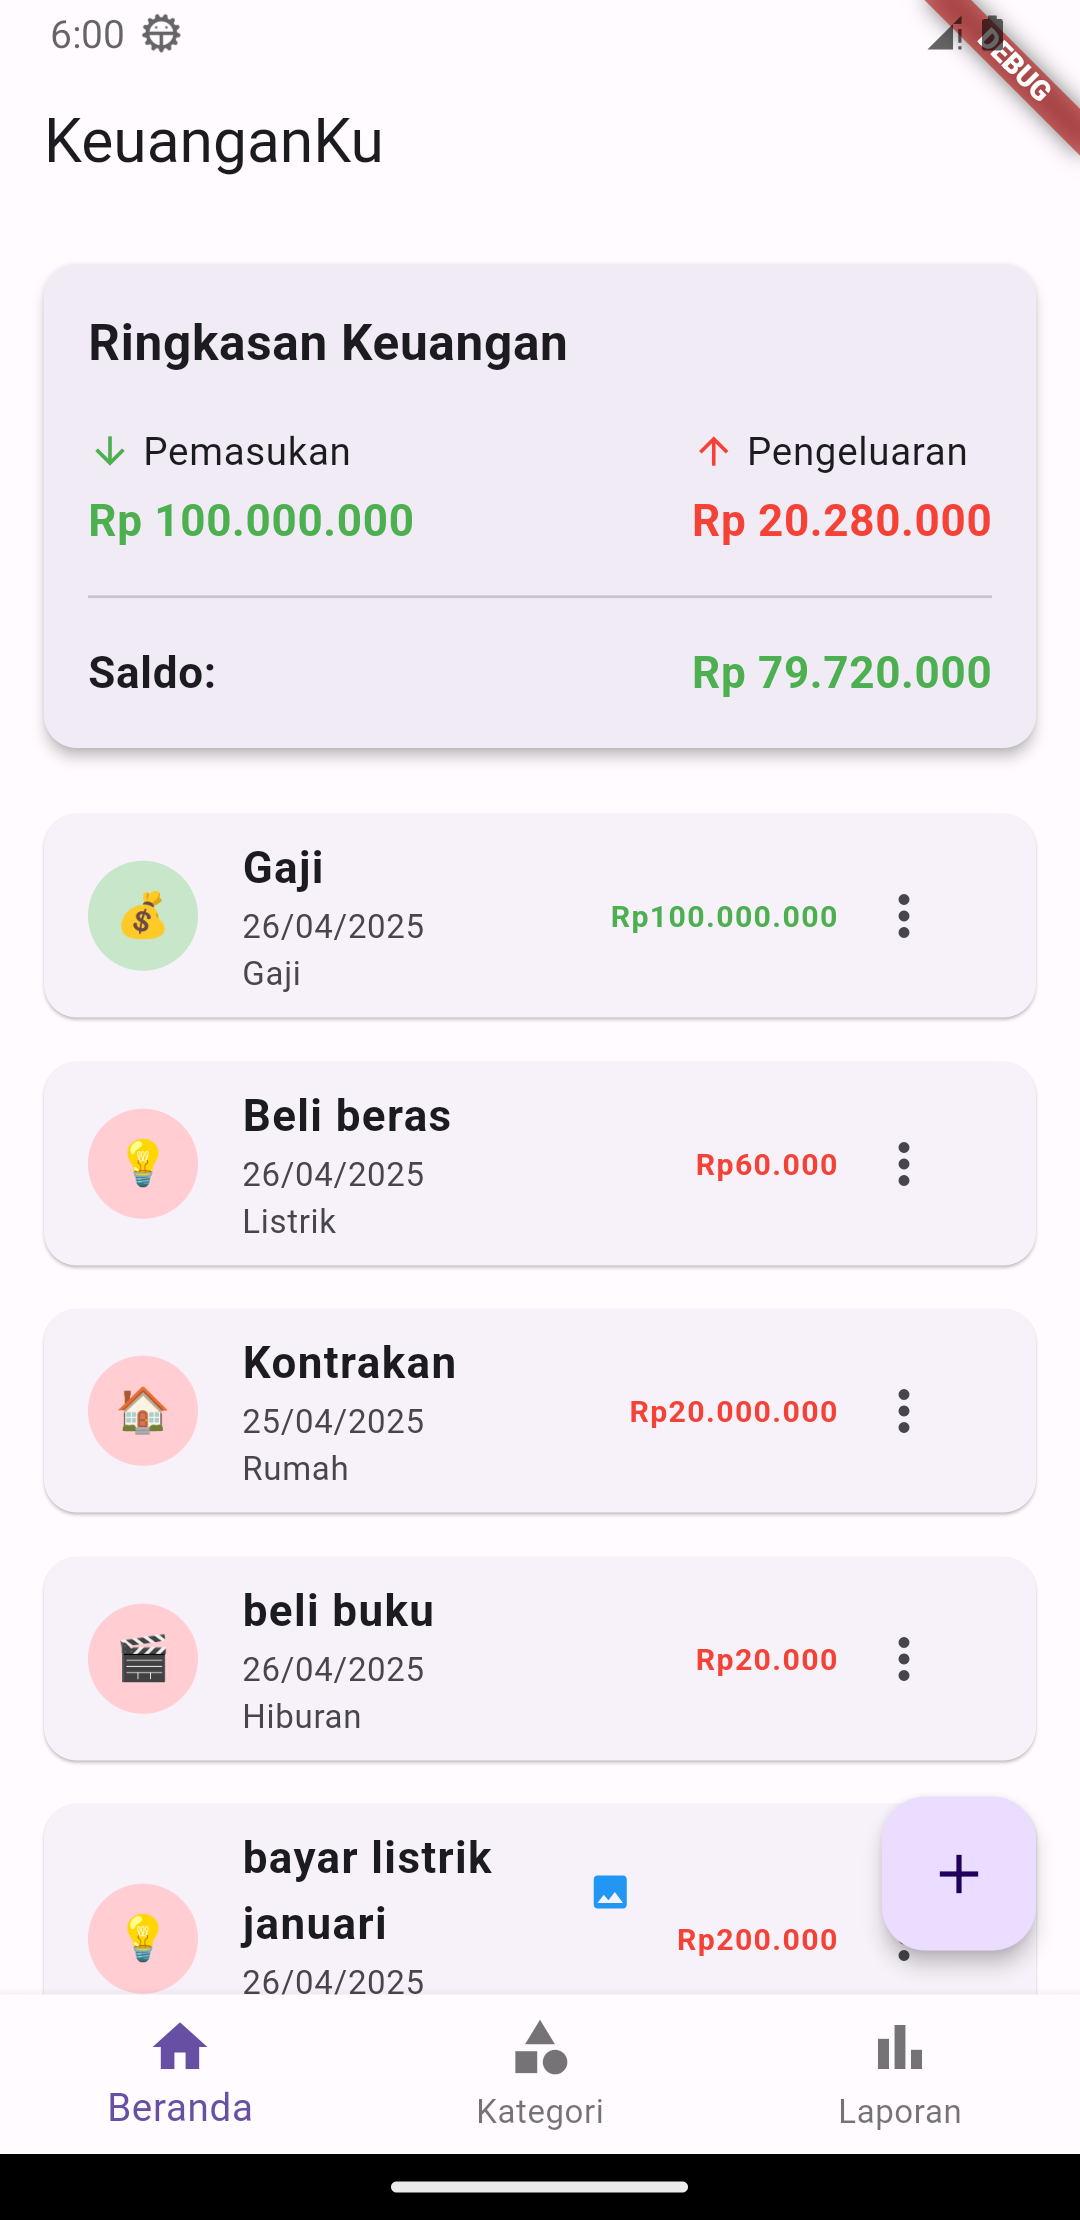 6:00
DEBUG
KeuanganKu
Ringkasan Keuangan
Pemasukan
Pengeluaran
Rp 100.000.000
Rp 20.280.000
Saldo:
Rp 79.720.000
Gaji
26/04/2025
Gaji
Rp100.000.000
Beli beras
26/04/2025
Listrik
Rp60.000
Kontrakan
25/04/2025
Rumah
Rp20.000.000
beli buku
26/04/2025
Hiburan
Rp20.000
bayar listrik
januari
26/04/2025
Rp200.000
Beranda
Kategori
Laporan